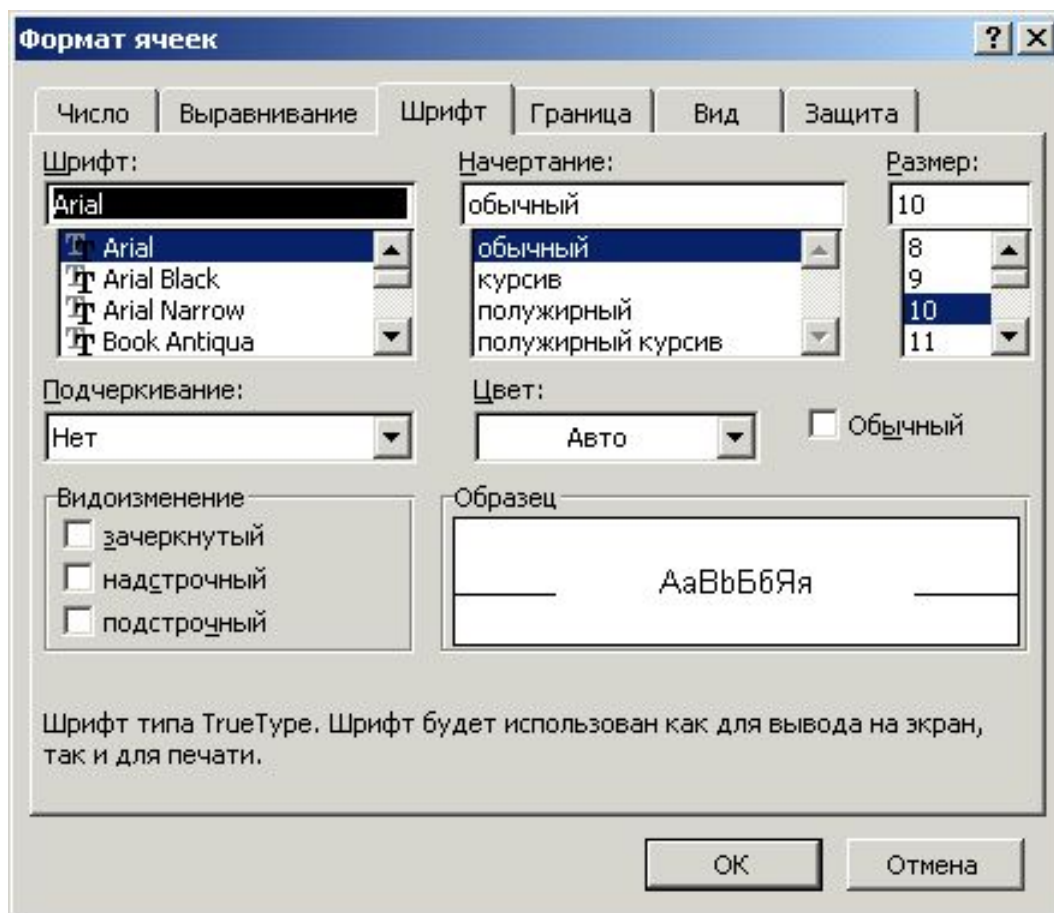 Формат ячеек
Число Выравнивание Шрифт Граница Вид Защита
Шрифт: Начертание: Размер:
Arial обычный 10
Arial обычный 8
Arial Black курсив 9
Arial Narrow полужирный 10
Book Antiqua полужирный курсив 11
Подчеркивание: Цвет:
Нет Авто Обычный
Видоизменение Образец
зачеркнутый
надстрочный АаВbБбЯя
подстрочный
Шрифт типа TrueType. Шрифт будет использован как для вывода на экран,
так и для печати.
ОК Отмена